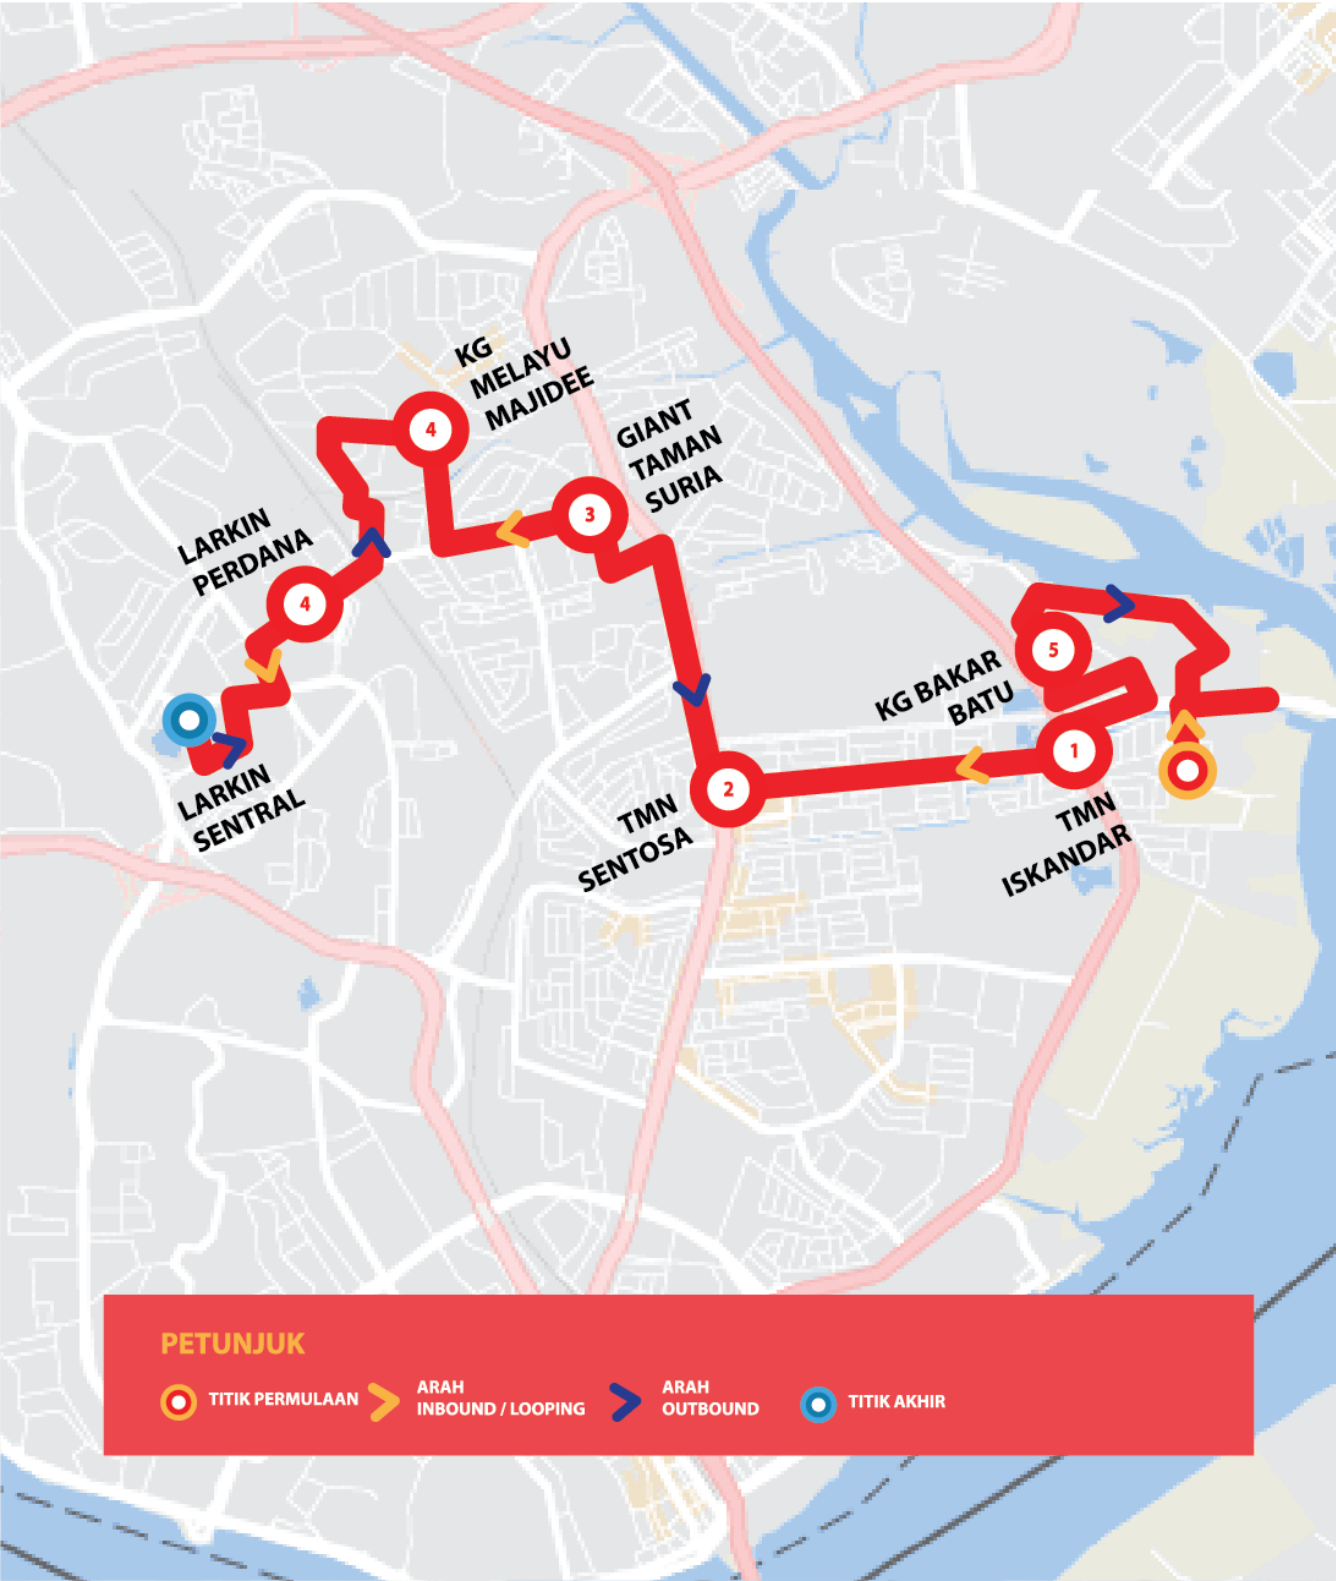 KG
MELAYU
MAJIDEE
4
GIANT
TAMAN
SURIA
3
LARKIN
PERDANA
4
LARKIN
SENTRAL
KG BAKAR
BATU
5
1
TMN
ISKANDAR
2
TMN
SENTOSA
PETUNJUK
TITIK PERMULAAN
ARAH
INBOUND / LOOPING
ARAH
OUTBOUND
TITIK AKHIR